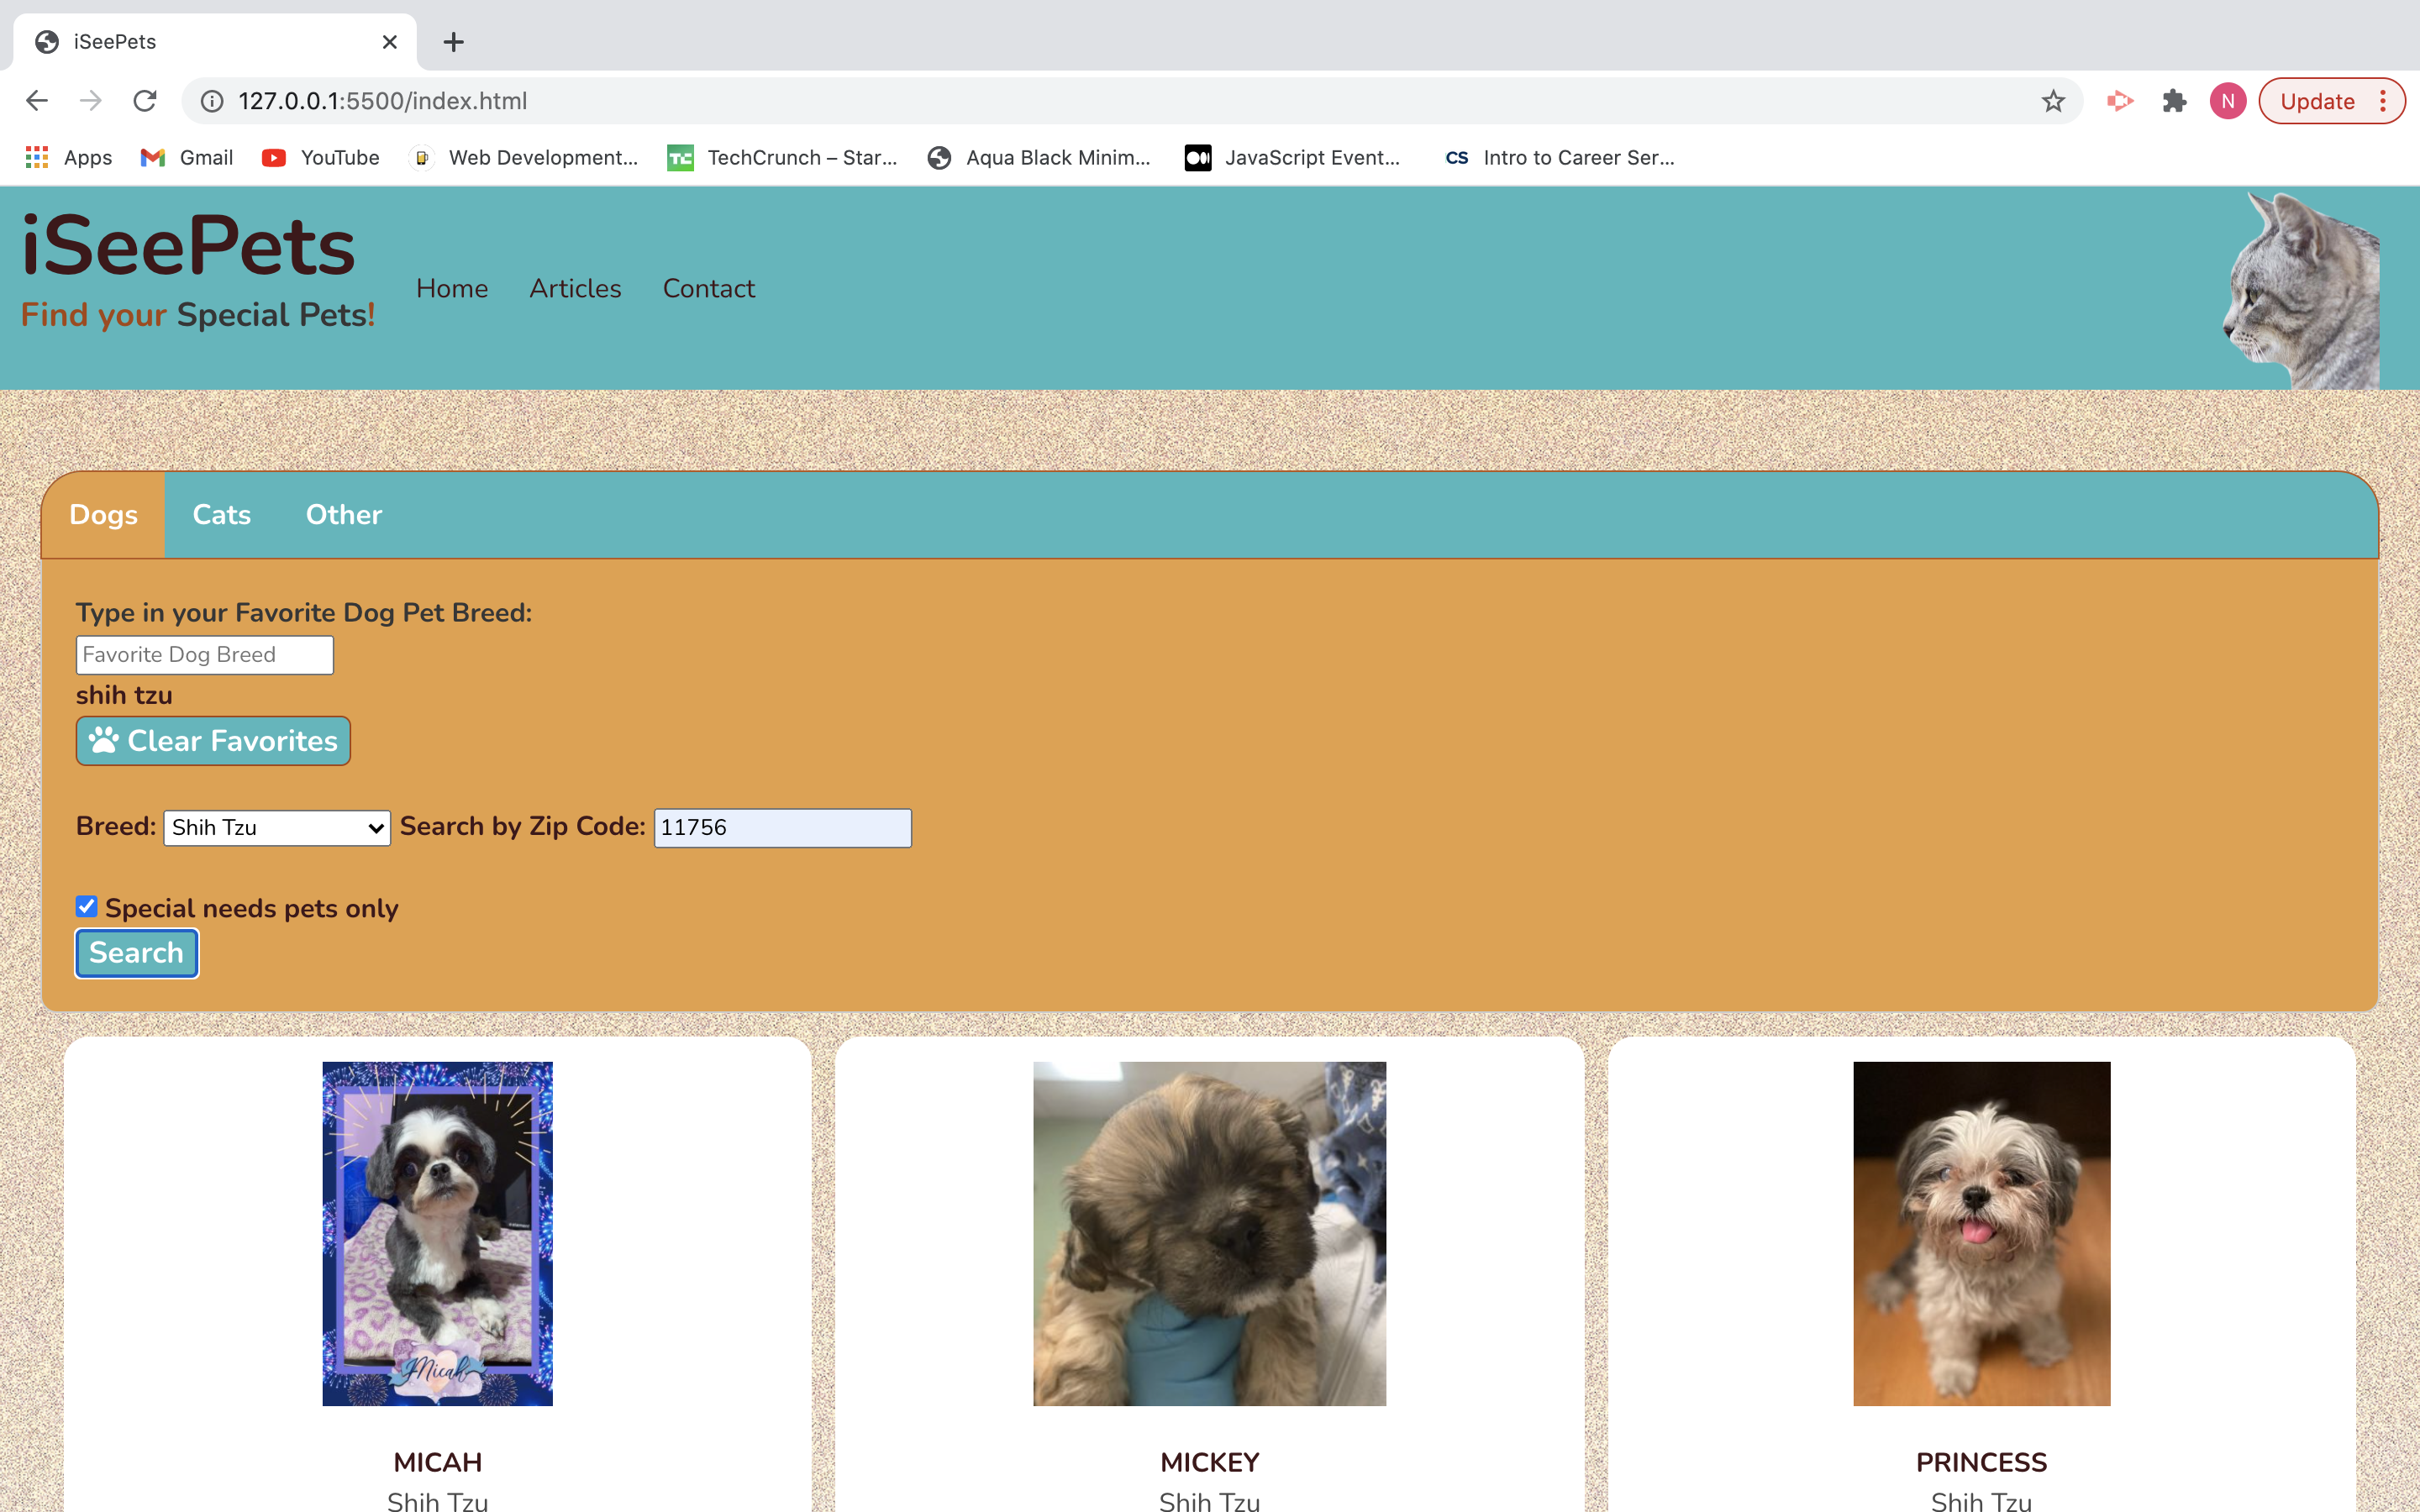 iSeePets
127.0.0.1:5500/index.html
N
Update
Apps
Gmail
YouTube
Web Development...
TC
TechCrunch – Star...
Aqua Black Minim...
JavaScript Event...
CS
Intro to Career Ser...
iSeePets
Find your Special Pets!
Home
Articles
Contact
Dogs
Cats
Other
Type in your Favorite Dog Pet Breed:
Favorite Dog Breed
shih tzu
Clear Favorites
Breed: Shih Tzu Search by Zip Code: 11756
Special needs pets only
Search
Micah
MICAH
MICKEY
PRINCESS
Shih Tzu
Shih Tzu
Shih Tzu